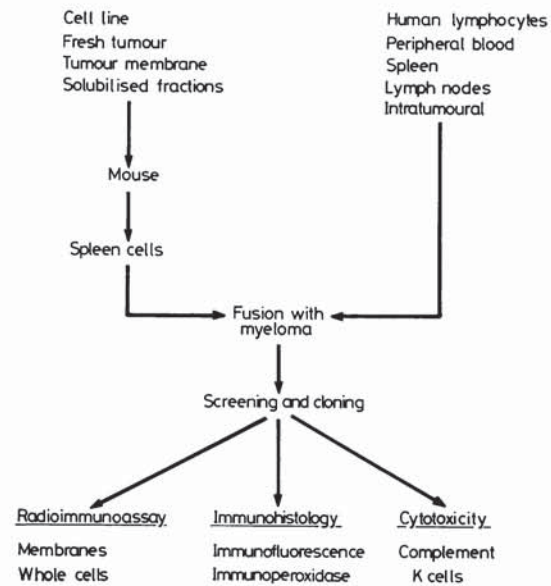 Cell line
Fresh tumour
Tumour membrane
Solubilised fractions
Human lymphocytes
Peripheral blood
Spleen
Lymph nodes
Intratumoural
Mouse
Spleen cells
Fusion with
myeloma
Screening and cloning
Radioimmunoassay
Membranes
Whole cells
Immunohistology
Immunofluorescence
Immunoperoxidase
Cytotoxicity
Complement
K cells